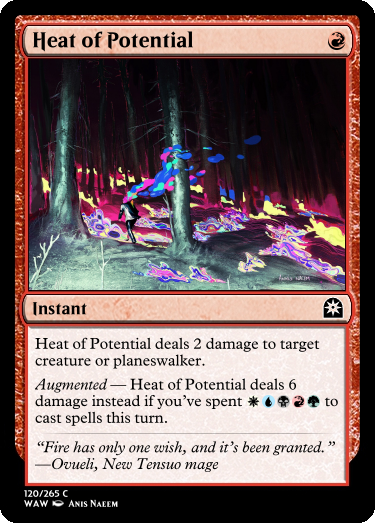 Heat of Potential
Instant
Heat of Potential deals 2 damage to target
creature or planeswalker.
Augmented — Heat of Potential deals 6
damage instead if you've spent to
cast spells this turn.
“Fire has only one wish, and it's been granted.”
—Ovueli, New Tensuo mage
120/265 C
WAW Anis Naeem